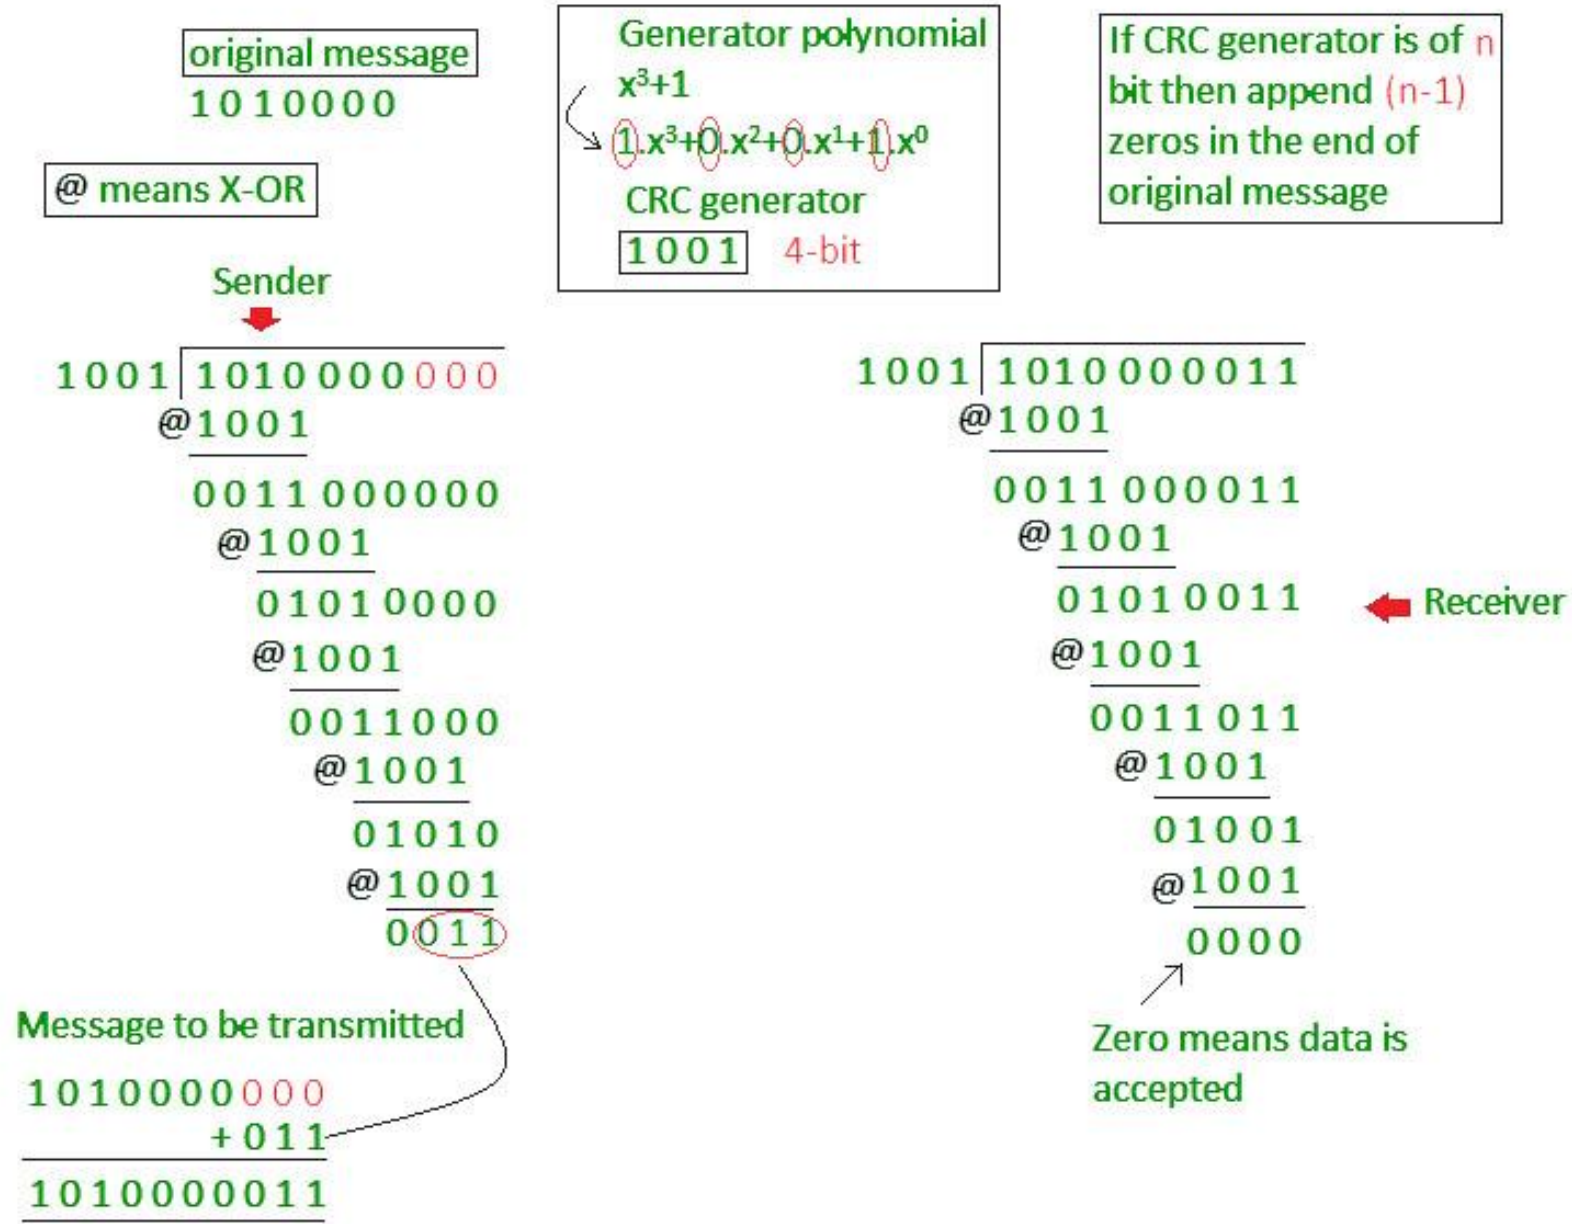 original message
1010000
@ means X-OR
Generator polynomial
x³+1
1.x³+0.x²+0.x¹+1.x⁰
CRC generator
1001 4-bit
If CRC generator is of n
bit then append (n-1)
zeros in the end of
original message
Sender
1001 1010000000
@1001
0011000000
@1001
01010000
@1001
0011000
@1001
01010
@1001
0011
Message to be transmitted
1010000000
+011
1010000011
1001 1010000011
@1001
0011000011
@1001
01010011
Receiver
@1001
0011011
@1001
01001
@1001
0000
Zero means data is
accepted